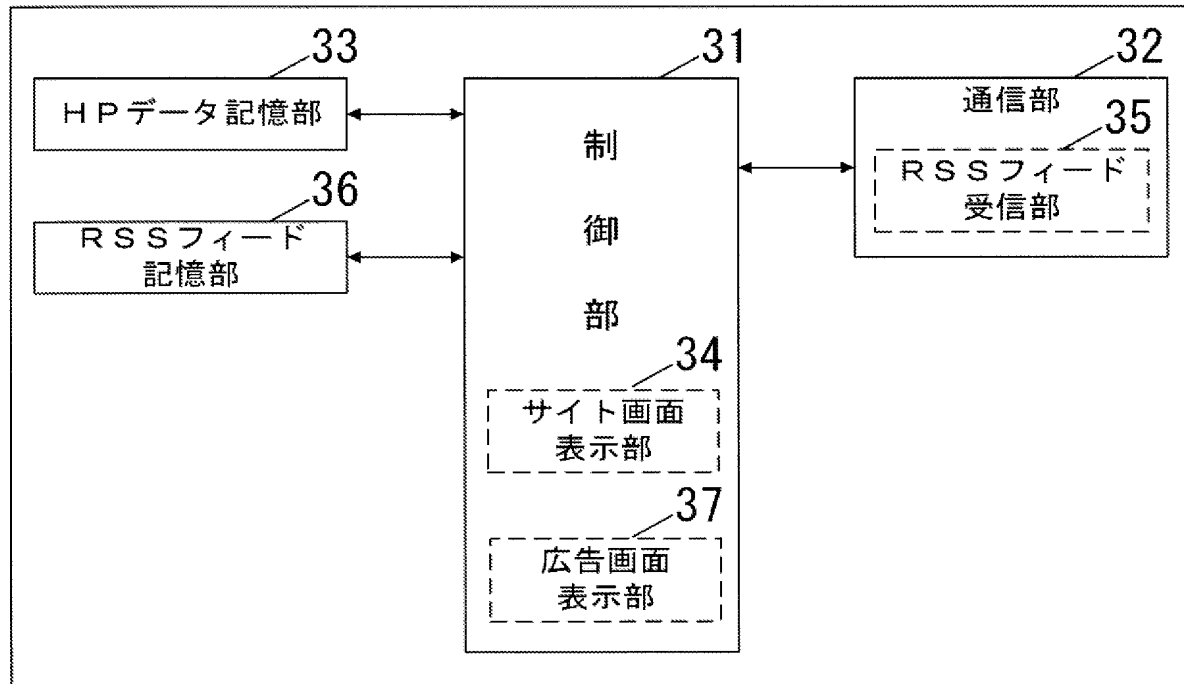 33
ＨＰデータ記憶部
36
ＲＳＳフィード
記憶部
31
制
御
部
34
サイト画面
表示部
37
広告画面
表示部
32
通信部
35
ＲＳＳフィード
受信部